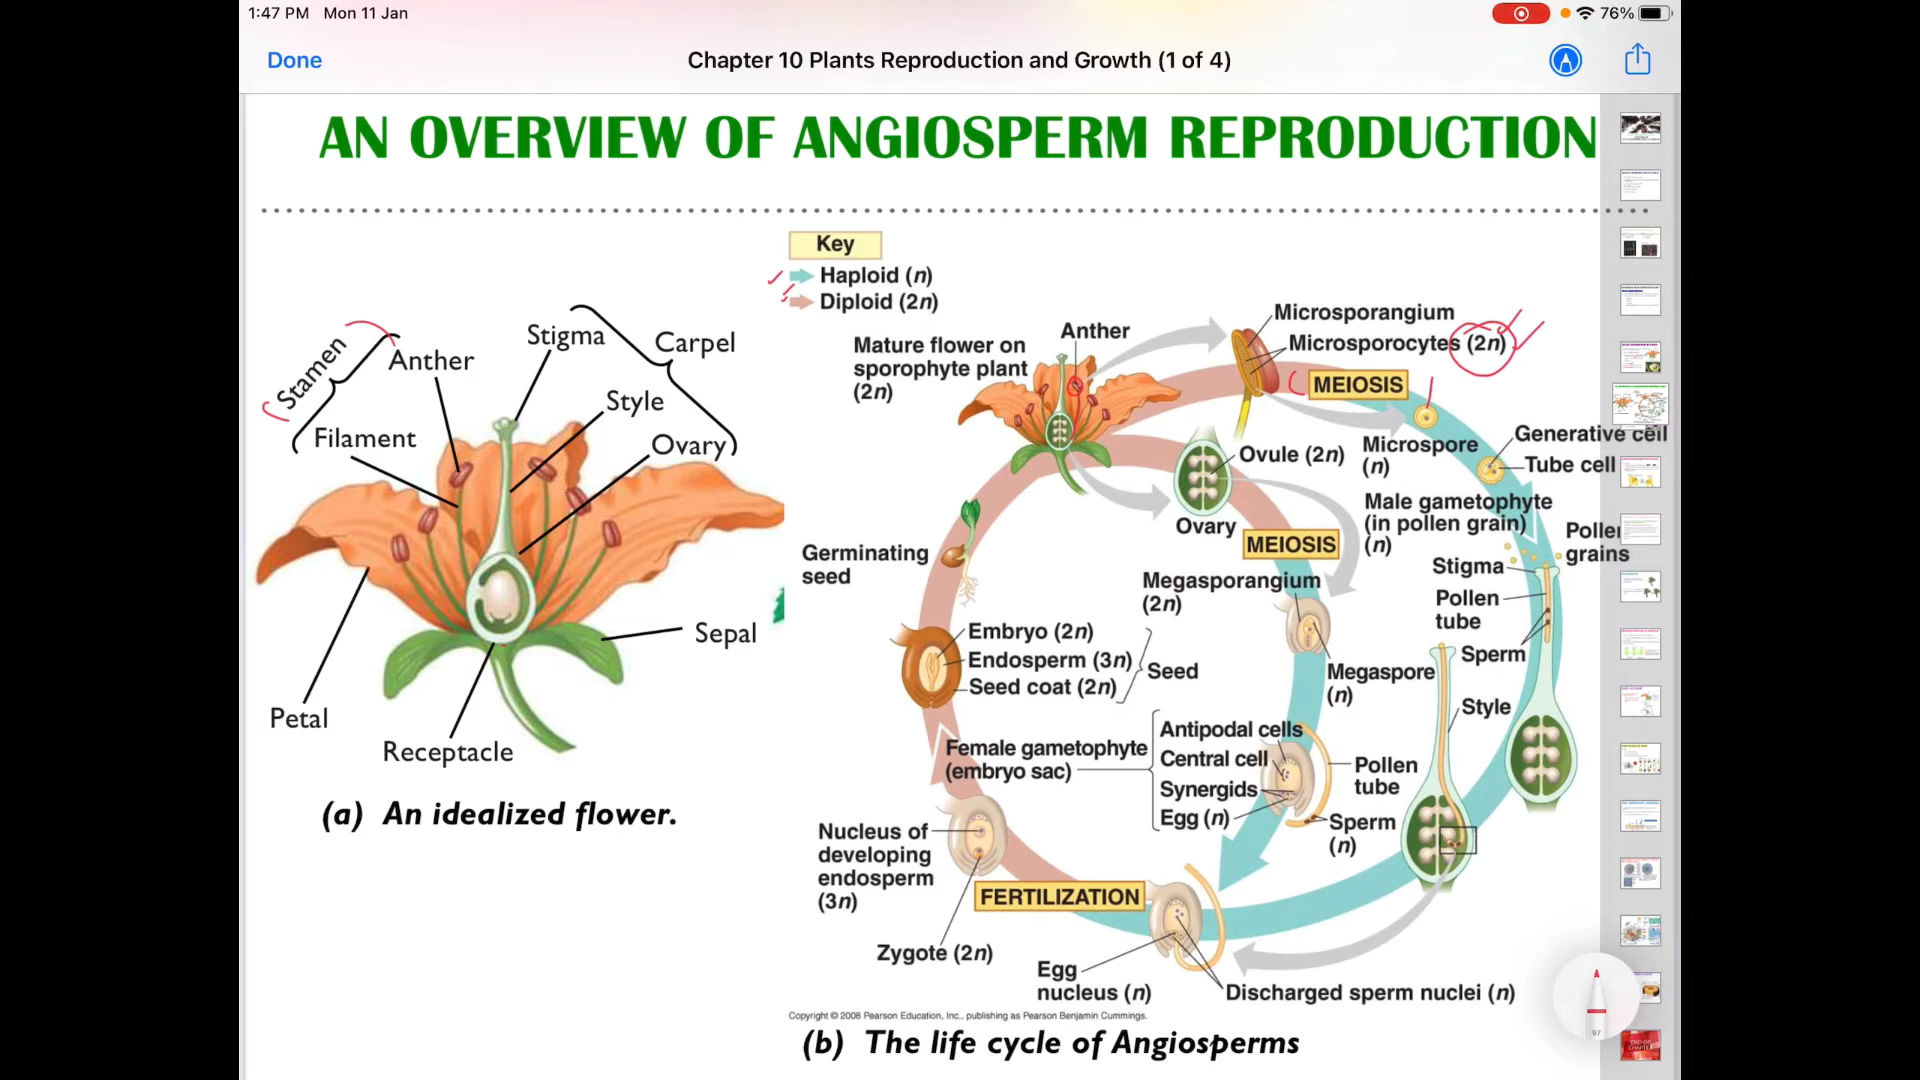 1:47 PM Mon 11 Jan
76%
Done
Chapter 10 Plants Reproduction and Growth (1 of 4)
AN OVERVIEW OF ANGIOSPERM REPRODUCTION
Stamen
Anther
Filament
Stigma
Carpel
Style
Ovary
Sepal
Petal
Receptacle
(a) An idealized flower.
Key
Haploid (n)
Diploid (2n)
Mature flower on
sporophyte plant
(2n)
Anther
Microsporangium
Microsporocytes (2n)
MEIOSIS
Microspore
(n)
Generative cell
Tube cell
Male gametophyte
(in pollen grain)
(n)
Pollen
grains
Stigma
Pollen
tube
Sperm
Style
Ovule (2n)
Ovary
MEIOSIS
Megasporangium
(2n)
Megaspore
(n)
Germinating
seed
Embryo (2n)
Endosperm (3n)
Seed coat (2n)
Seed
Female gametophyte
(embryo sac)
Antipodal cells
Central cell
Synergids
Egg (n)
Pollen
tube
Sperm
(n)
Nucleus of
developing
endosperm
(3n)
FERTILIZATION
Zygote (2n)
Egg
nucleus (n)
Discharged sperm nuclei (n)
Copyright © 2008 Pearson Education, Inc., publishing as Pearson Benjamin Cummings.
(b) The life cycle of Angiosperms
97
END OF
CHAPTER